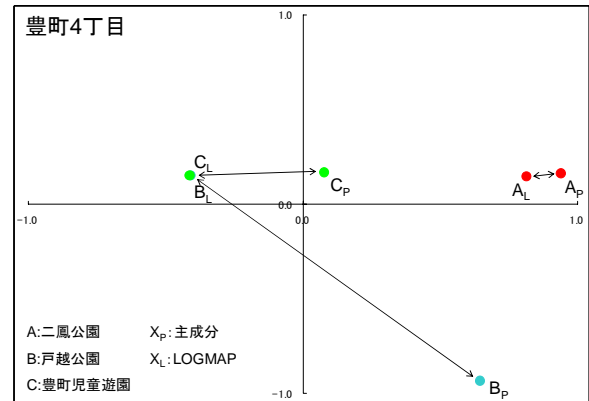 豊町4丁目
1.0
C_L
B_L
C_P
A_L
A_P
-1.0
0.0
0.0
1.0
A:二鳳公園 X_P:主成分
B:戸越公園 X_L:LOGMAP
C:豊町児童遊園
B_P
-1.0